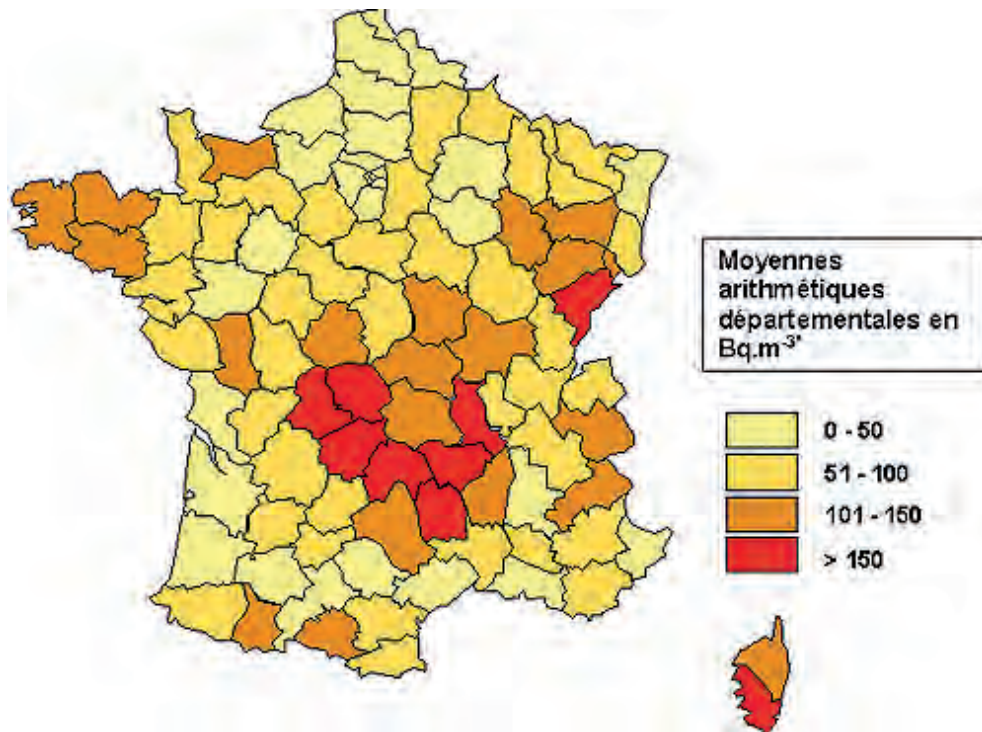 Moyennes
arithmétiques
départementales en
Bq.m-3'
0 - 50
51 - 100
101 - 150
> 150